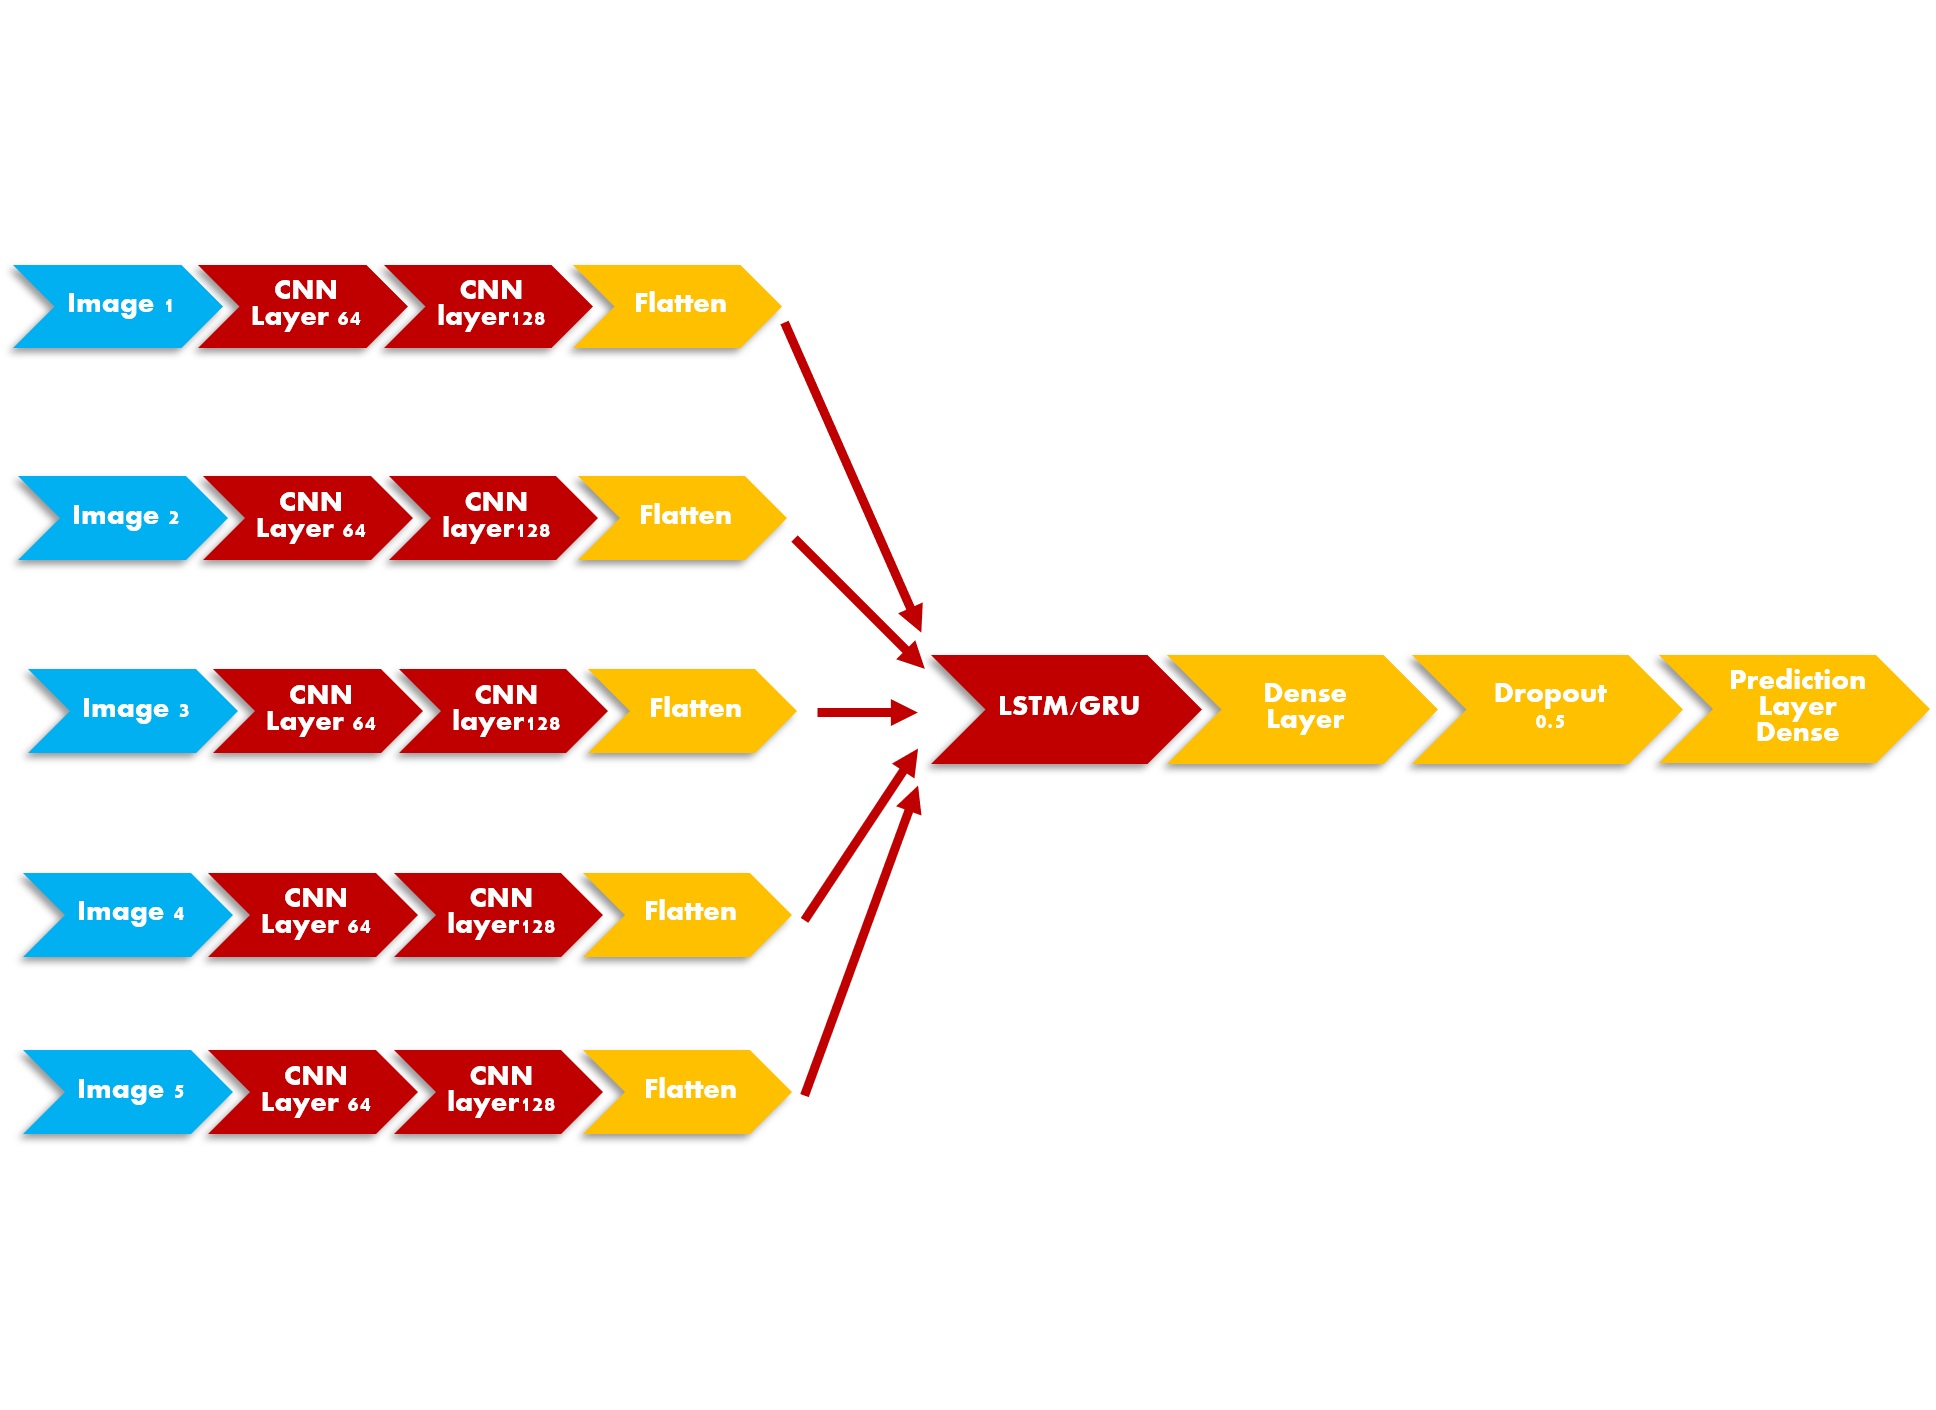 Image 1
CNN
Layer 64
CNN
layer128
Flatten
Image 2
CNN
Layer 64
CNN
layer128
Flatten
Image 3
CNN
Layer 64
CNN
layer128
Flatten
LSTM/GRU
Dense
Layer
Dropout
0.5
Prediction
Layer
Dense
Image 4
CNN
Layer 64
CNN
layer128
Flatten
Image 5
CNN
Layer 64
CNN
layer128
Flatten